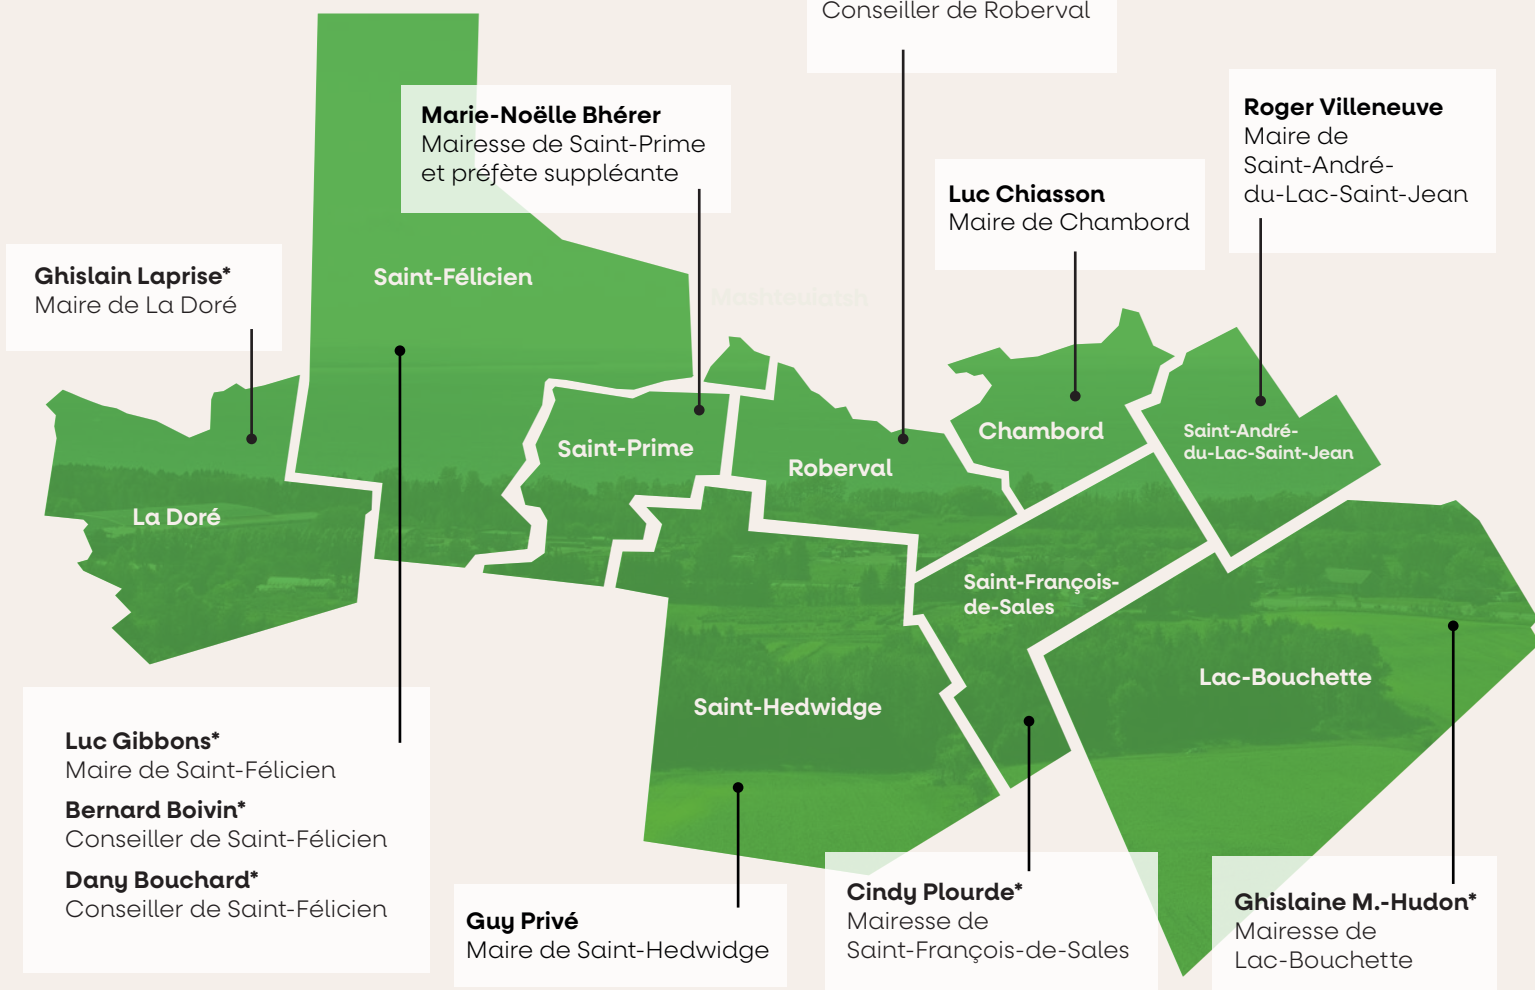 Conseiller de Roberval
Marie-Noëlle Bhérer
Mairesse de Saint-Prime
et préfète suppléante
Roger Villeneuve
Maire de
Saint-André-
du-Lac-Saint-Jean
Luc Chiasson
Maire de Chambord
Ghislain Laprise*
Maire de La Doré
Saint-Félicien
Mashteuiatsh
Saint-Prime
Roberval
Chambord
Saint-André-
du-Lac-Saint-Jean
La Doré
Saint-François-
de-Sales
Saint-Hedwidge
Lac-Bouchette
Luc Gibbons*
Maire de Saint-Félicien
Bernard Boivin*
Conseiller de Saint-Félicien
Dany Bouchard*
Conseiller de Saint-Félicien
Guy Privé
Maire de Saint-Hedwidge
Cindy Plourde*
Mairesse de
Saint-François-de-Sales
Ghislaine M.-Hudon*
Mairesse de
Lac-Bouchette